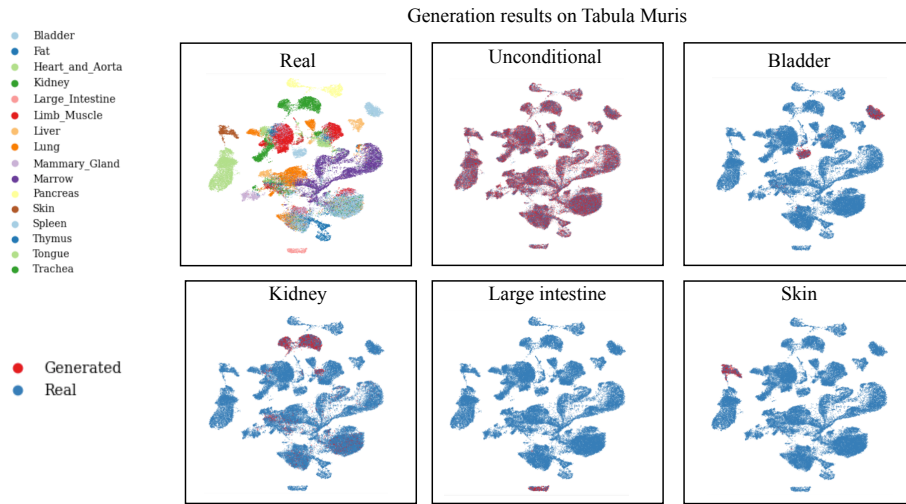 Generation results on Tabula Muris
Bladder
Fat
Heart_and_Aorta
Kidney
Large_Intestine
Limb_Muscle
Liver
Lung
Mammary_Gland
Marrow
Pancreas
Skin
Spleen
Thymus
Tongue
Trachea
Real
Unconditional
Bladder
Kidney
Large intestine
Skin
Generated
Real